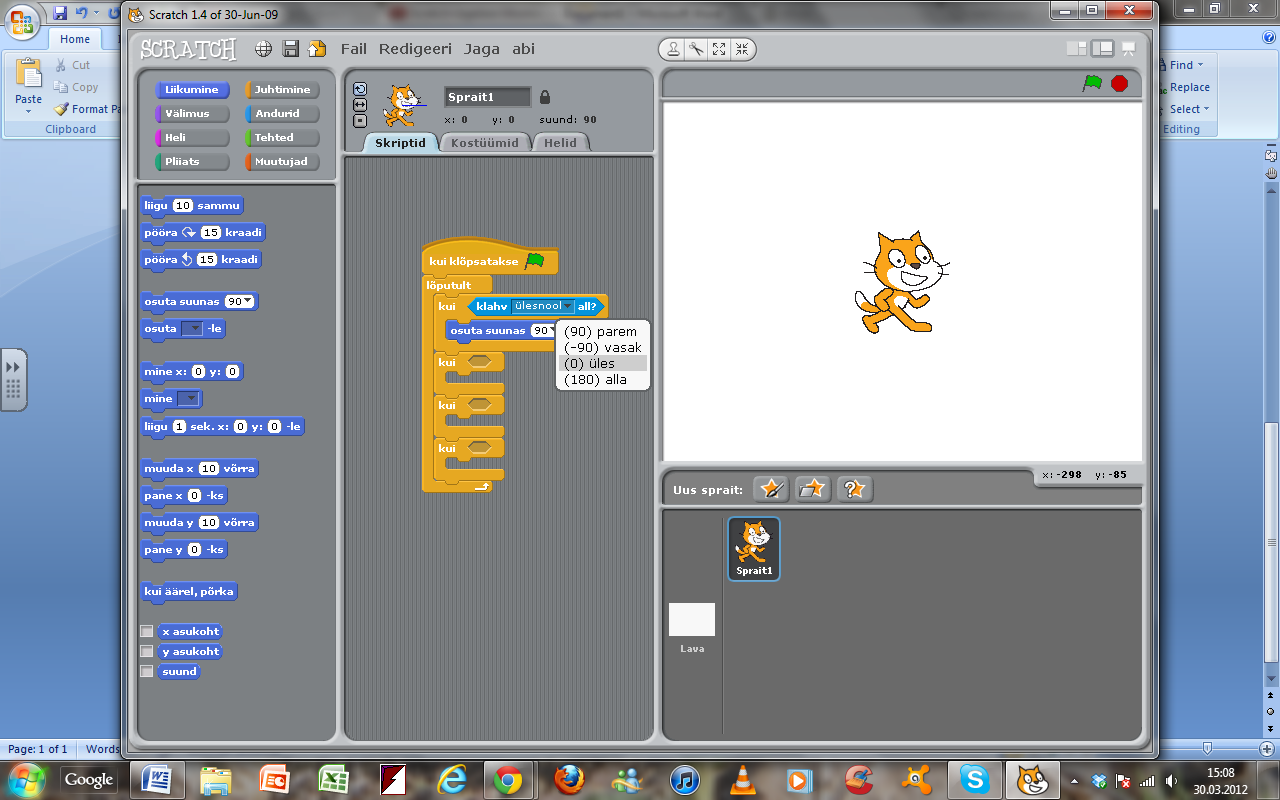 Scratch 1.4 of 30-Jun-09
Home
Cut
Copy
Format Pa
Paste
Clipboard
Find
Replace
Select
Editing
SCRATCH
Fail Redigeeri Jaga abi
Liikumine Juhtimine
Välimus Andurid
Heli Tehted
Pliiats Muutujad
Sprait1
x: 0 y: 0 suund: 90
Skriptid Kostüümid Helid
liigu 10 sammu
pööra 15 kraadi
pööra 15 kraadi
osuta suunas 90
osuta -le
mine x: 0 y: 0
mine
liigu 1 sek. x: 0 y: 0 -le
muuda x 10 võrra
pane x 0 -ks
muuda y 10 võrra
pane y 0 -ks
kui äärel, põrka
x asukoht
y asukoht
suund
kui klõpsatakse
lõputult
kui klahv ülesnool all?
osuta suunas 90
(90) parem
(-90) vasak
(0) üles
(180) alla
kui
kui
kui
x: -298 y: -85
Uus sprait:
Sprait1
Lava
Page: 1 of 1 Words
Google
15:08
30.03.2012